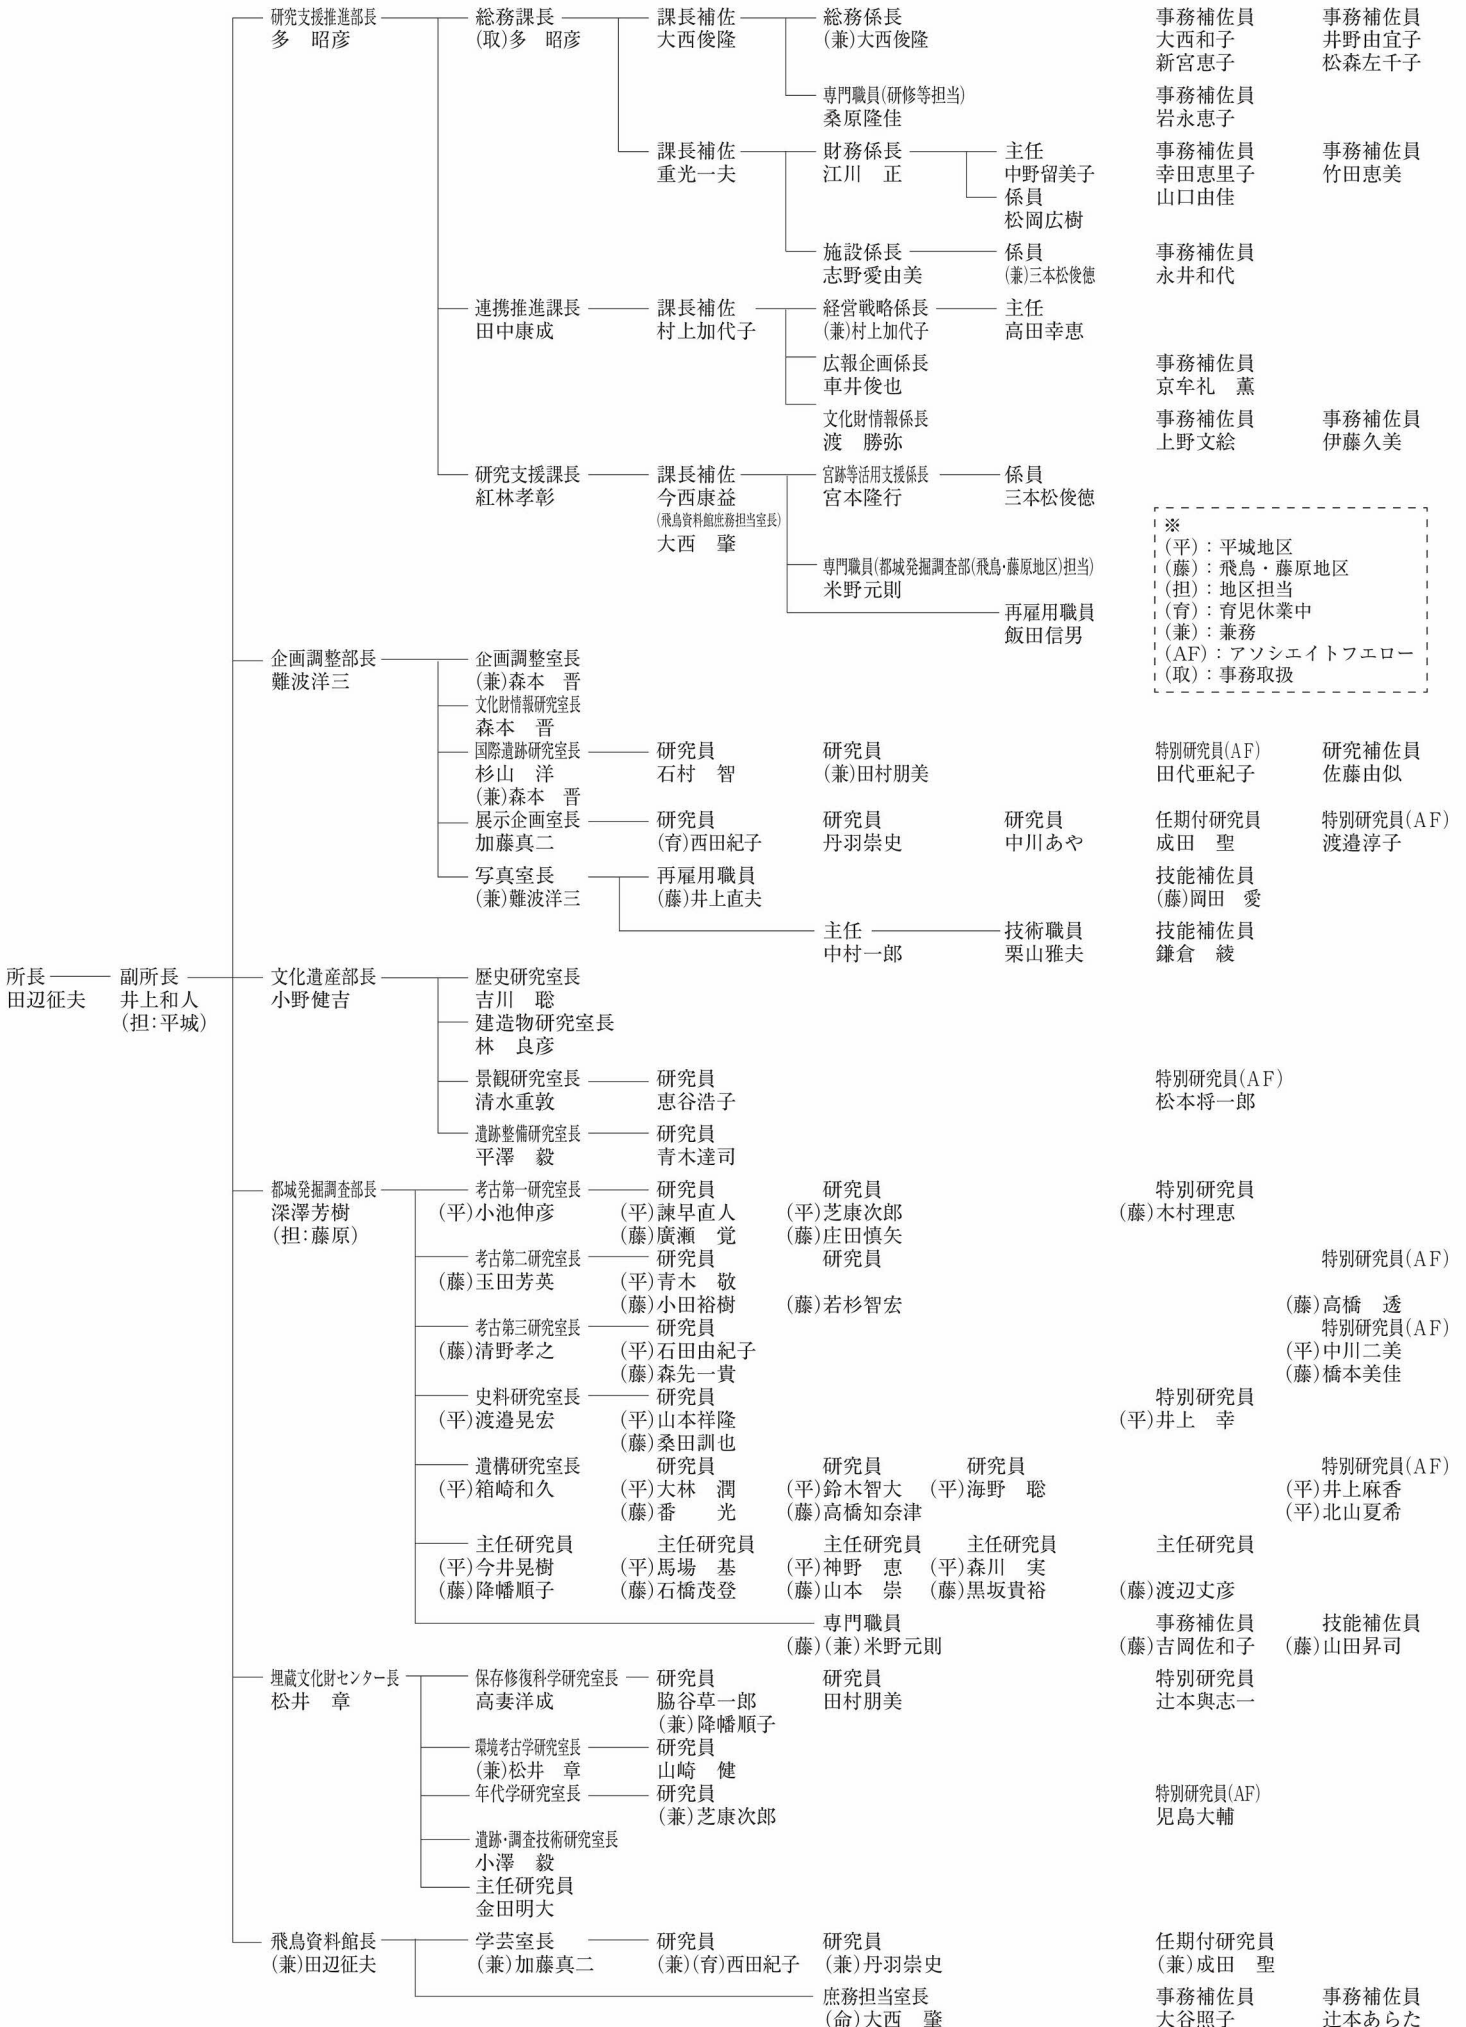 研究支援推進部長 総務課長 課長補佐 総務係長 事務補佐員 事務補佐員
多 昭彦 (取)多 昭彦 大西俊隆 (兼)大西俊隆 大西和子 井野由宜子
新宮恵子 松森左千子
専門職員(研修等担当) 事務補佐員
桑原隆佳 岩永恵子
課長補佐 財務係長 主任 事務補佐員 事務補佐員
重光一夫 江川 正 中野留美子 幸田恵里子 竹田恵美
係員 山口由佳
松岡広樹
施設係長 係員 事務補佐員
志野愛由美 (兼)三本松俊徳 永井和代
連携推進課長 課長補佐 経営戦略係長 主任
田中康成 村上加代子 (兼)村上加代子 高田幸恵
広報企画係長 事務補佐員
車井俊也 京牟礼 薫
文化財情報係長 事務補佐員 事務補佐員
渡 勝弥 上野文絵 伊藤久美
研究支援課長 課長補佐 宮跡等活用支援係長 係員
紅林孝彰 今西康益 宮本隆行 三本松俊徳
(飛鳥資料館庶務担当室長)
大西 肇
専門職員(都城発掘調査部(飛鳥・藤原地区)担当)
米野元則
再雇用職員
飯田信男
※
(平)：平城地区
(藤)：飛鳥・藤原地区
(担)：地区担当
(育)：育児休業中
(兼)：兼務
(AF)：アソシエイトフエロー
(取)：事務取扱
企画調整部長 企画調整室長
難波洋三 (兼)森本 晋
文化財情報研究室長
森本 晋
国際遺跡研究室長 研究員 研究員 特別研究員(AF) 研究補佐員
杉山 洋 石村 智 (兼)田村朋美 田代亜紀子 佐藤由似
(兼)森本 晋
展示企画室長 研究員 研究員 研究員 任期付研究員 特別研究員(AF)
加藤真二 (育)西田紀子 丹羽崇史 中川あや 成田 聖 渡邉淳子
写真室長 再雇用職員 技能補佐員
(兼)難波洋三 (藤)井上直夫 (藤)岡田 愛
主任 技術職員 技能補佐員
中村一郎 栗山雅夫 鎌倉 綾
所長 副所長 文化遺産部長 歴史研究室長
田辺征夫 井上和人 小野健吉 吉川 聡
(担：平城) 建造物研究室長
林 良彦
景観研究室長 研究員 特別研究員(AF)
清水重敦 恵谷浩子 松本将一郎
遺跡整備研究室長 研究員
平澤 毅 青木達司
都城発掘調査部長 考古第一研究室長 研究員 研究員 特別研究員
深澤芳樹 (平)小池伸彦 (平)諫早直人 (平)芝康次郎 (藤)木村理恵
(担：藤原) (藤)廣瀬 覚 (藤)庄田慎矢
考古第二研究室長 研究員 研究員 特別研究員(AF)
(藤)玉田芳英 (平)青木 敬
(藤)小田裕樹 (藤)若杉智宏 (藤)高橋 透
考古第三研究室長 研究員 特別研究員(AF)
(藤)清野孝之 (平)石田由紀子 (平)中川二美
(藤)森先一貴 (藤)橋本美佳
史料研究室長 研究員 特別研究員
(平)渡邉晃宏 (平)山本祥隆 (平)井上 幸
(藤)桑田訓也
遺構研究室長 研究員 研究員 研究員 特別研究員(AF)
(平)箱崎和久 (平)大林 潤 (平)鈴木智大 (平)海野 聡 (平)井上麻香
(藤)番 光 (藤)高橋知奈津 (平)北山夏希
主任研究員 主任研究員 主任研究員 主任研究員 主任研究員
(平)今井晃樹 (平)馬場 基 (平)神野 恵 (平)森川 実
(藤)降幡順子 (藤)石橋茂登 (藤)山本 崇 (藤)黒坂貴裕 (藤)渡辺丈彦
専門職員 事務補佐員 技能補佐員
(藤)(兼)米野元則 (藤)吉岡佐和子 (藤)山田昇司
埋蔵文化財センター長 保存修復科学研究室長 研究員 研究員 特別研究員
松井 章 高妻洋成 脇谷草一郎 田村朋美 辻本與志一
(兼)降幡順子
環境考古学研究室長 研究員
(兼)松井 章 山崎 健
年代学研究室長 研究員 特別研究員(AF)
(兼)芝康次郎 児島大輔
遺跡・調査技術研究室長
小澤 毅
主任研究員
金田明大
飛鳥資料館長 学芸室長 研究員 研究員 任期付研究員
(兼)田辺征夫 (兼)加藤真二 (兼)(育)西田紀子 (兼)丹羽崇史 (兼)成田 聖
庶務担当室長 事務補佐員 事務補佐員
(命)大西 肇 大谷照子 辻本あらた